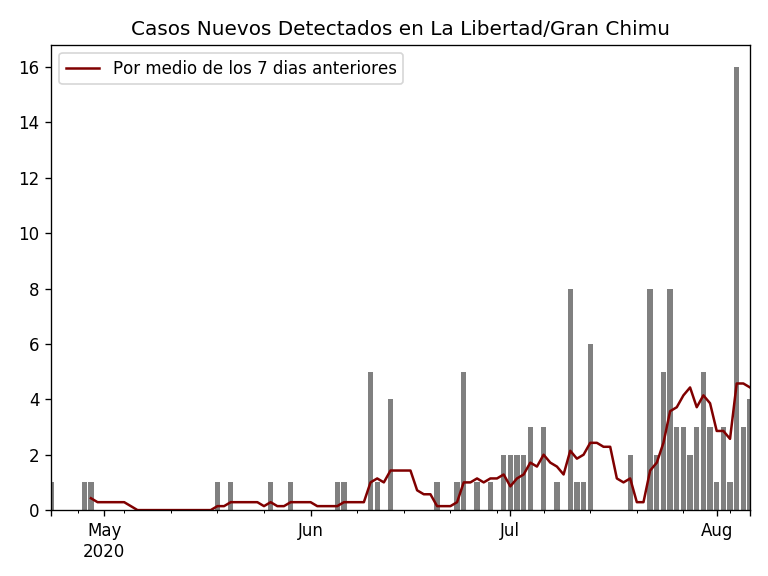 Casos Nuevos Detectados en La Libertad/Gran Chimu
Por medio de los 7 dias anteriores
16
14
12
10
8
6
4
2
0
May
2020
Jun
Jul
Aug